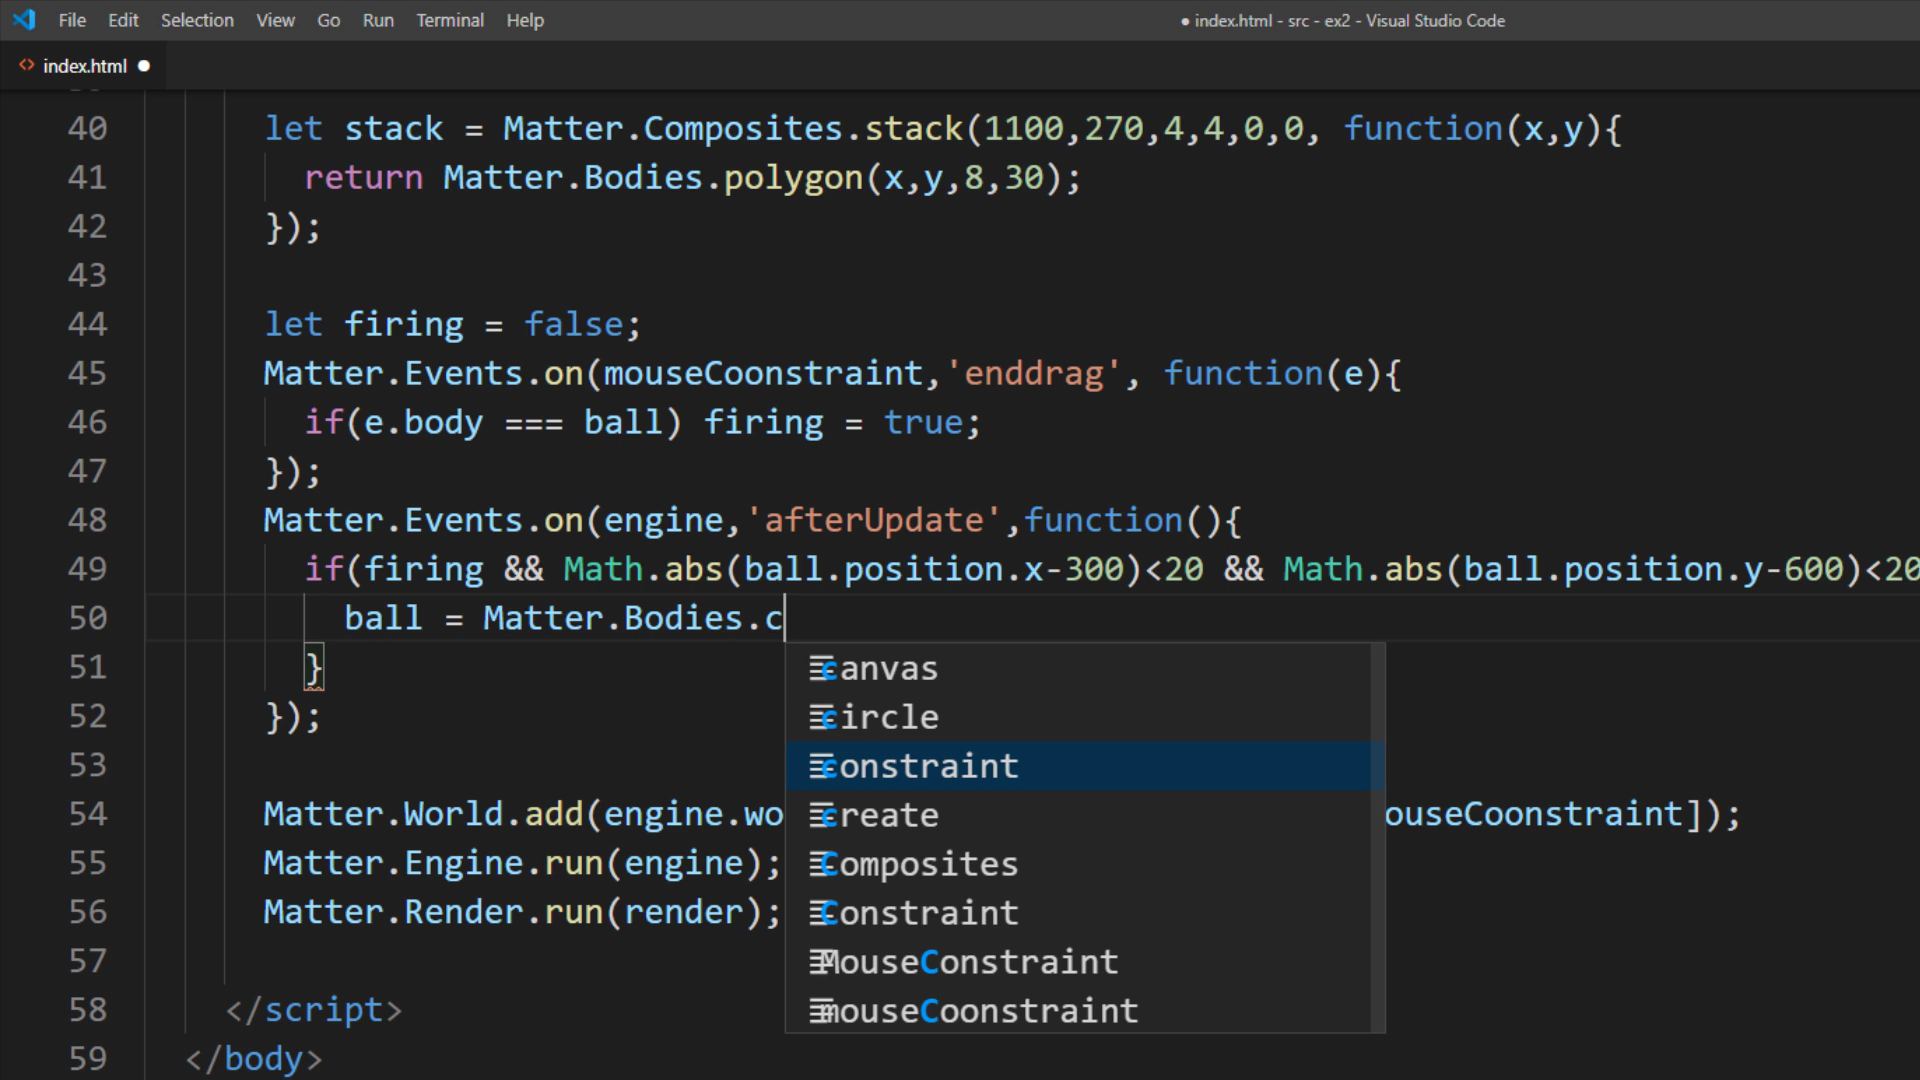 File Edit Selection View Go Run Terminal Help ● index.html - src - ex2 - Visual Studio Code
<> index.html ●
40 let stack = Matter.Composites.stack(1100,270,4,4,0,0, function(x,y){
41 return Matter.Bodies.polygon(x,y,8,30);
42 });
43
44 let firing = false;
45 Matter.Events.on(mouseCoonstraint,'enddrag', function(e){
46 if(e.body === ball) firing = true;
47 });
48 Matter.Events.on(engine,'afterUpdate',function(){
49 if(firing && Math.abs(ball.position.x-300)<20 && Math.abs(ball.position.y-600)<20
50 ball = Matter.Bodies.c
51 }
52 });
53
54 Matter.World.add(engine.wo ouseCoonstraint]);
55 Matter.Engine.run(engine);
56 Matter.Render.run(render);
57
58 </script>
59 </body>
canvas
circle
constraint
create
Composites
Constraint
MouseConstraint
mouseCoonstraint